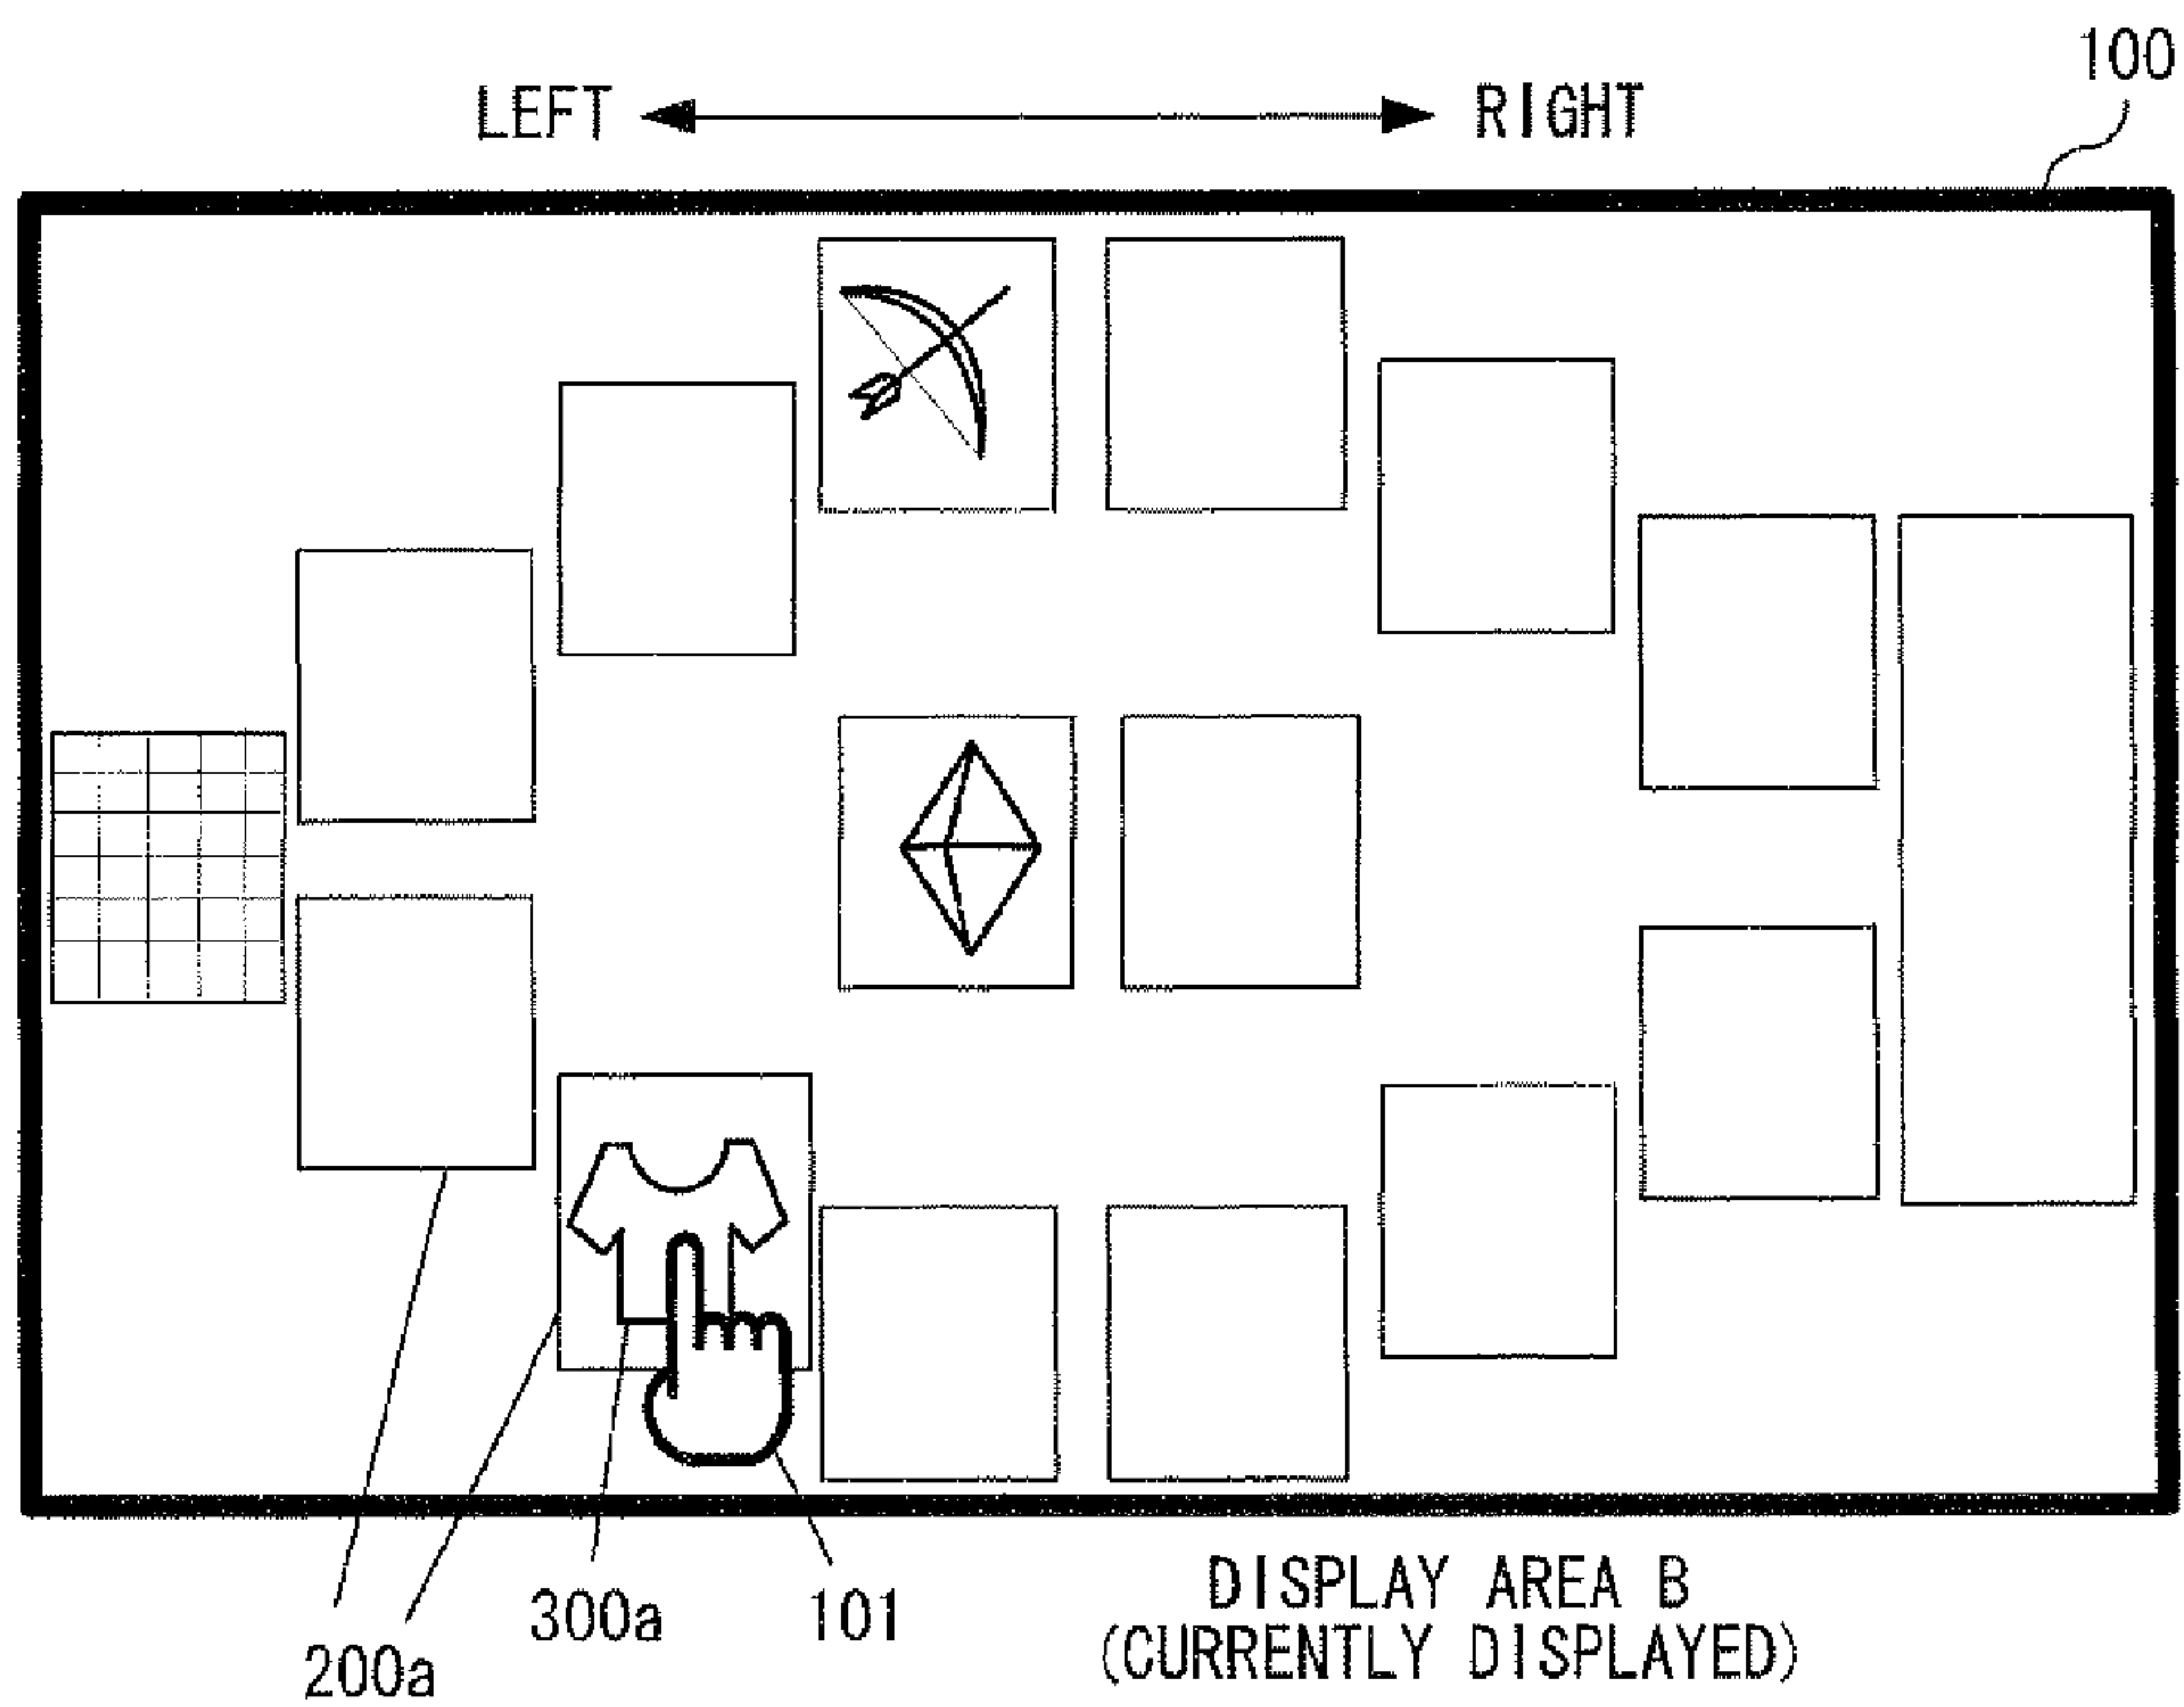 100
LEFT RIGHT
300a 101
200a
DISPLAY AREA B
(CURRENTLY DISPLAYED)